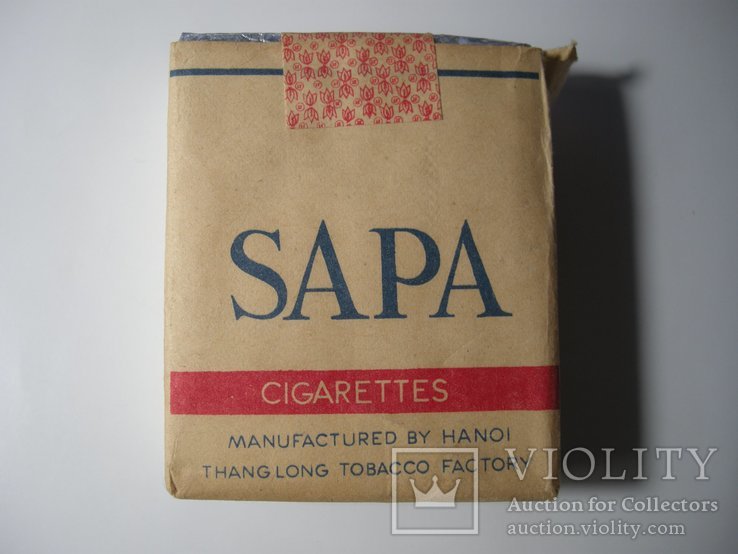 SAPA
CIGARETTES
MANUFACTURED BY HANOI
THANG LONG TOBACCO FACTORY
VIOLITY
Auction for Collectors
auction.violity.com